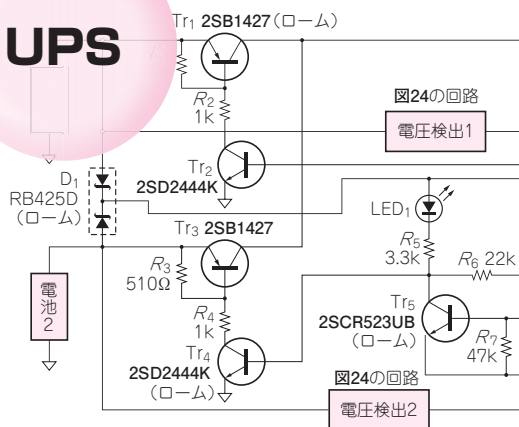 UPS
Tr1 2SB1427(ローム)
R2
1k
図24の回路
電圧検出1
Tr2
2SD2444K
D1
RB425D
(ローム)
LED1
Tr3 2SB1427
R5
3.3k
R6 22k
R3
510Ω
電池2
R4
1k
Tr5
2SCR523UB
(ローム)
R7
47k
Tr4
2SD2444K
(ローム)
図24の回路
電圧検出2